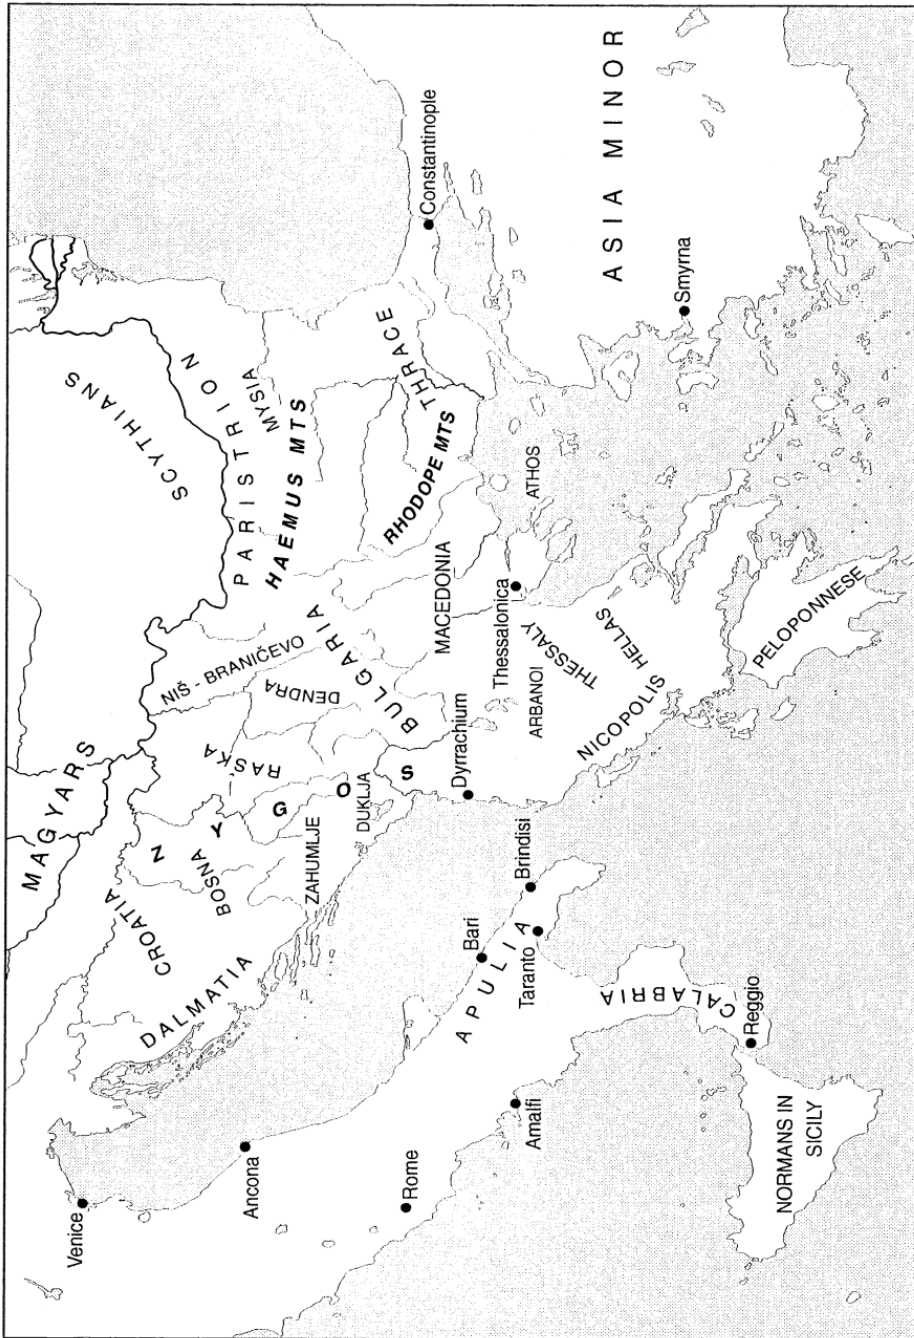 MAGYARS
SCYTHIANS
Venice
CROATIA
NIŠ - BRANIČEVO
PARISTRION
MYSIA
HAEMUS MTS
DALMATIA
BOSNA
RAŠKA
DENDRA
BULGARIA
ZYGOS
ZAHUMLJE
DUKLJA
RHODOPE MTS
THRACE
Constantinople
Ancona
Rome
MACEDONIA
Dyrrachium
Thessalonica
ATHOS
ARBANOI
THESSALY
Bari
Brindisi
APULIA
Taranto
Amalfi
NICOPOLIS
HELLAS
ASIA MINOR
Smyrna
CALABRIA
PELOPONNESE
Reggio
NORMANS IN
SICILY